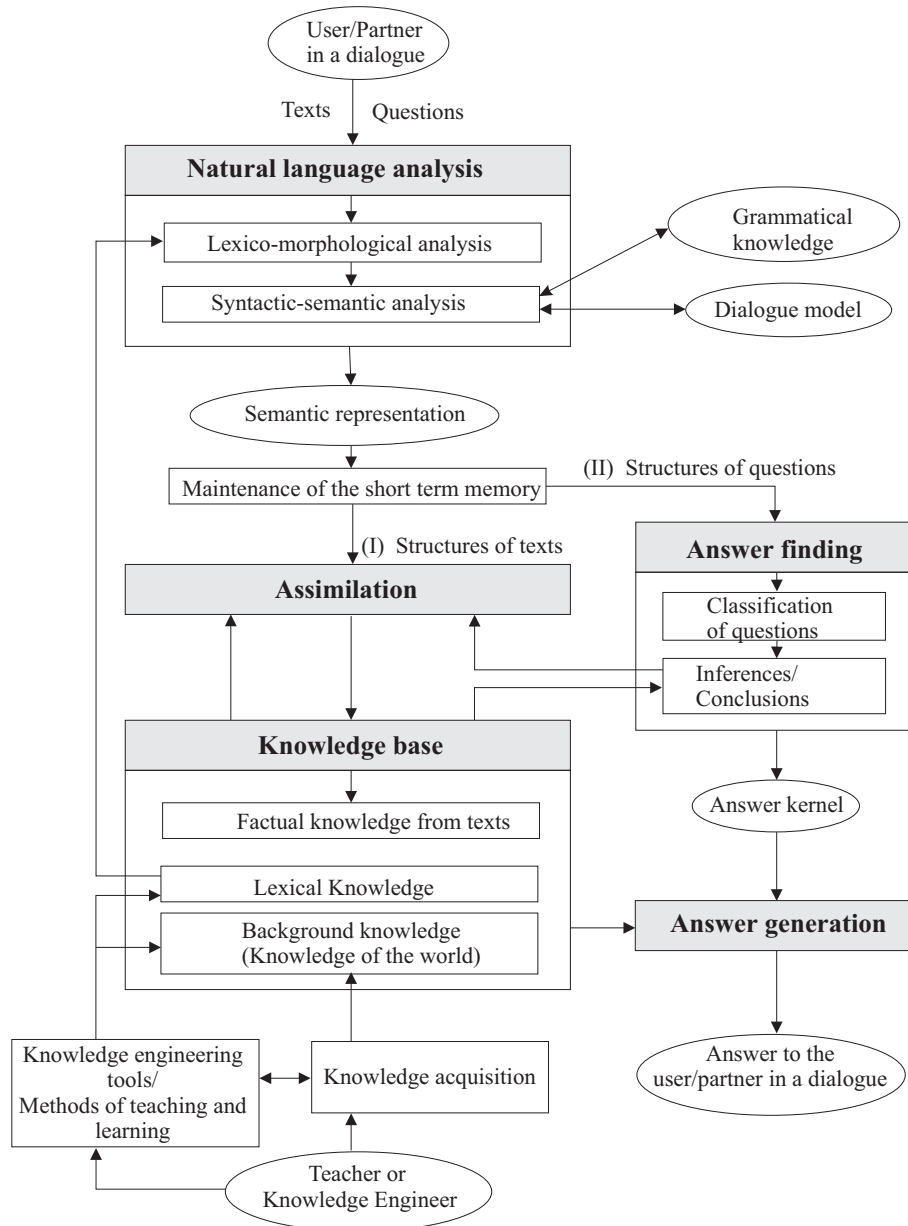 User/Partner
in a dialogue
Texts Questions
Natural language analysis
Lexico-morphological analysis
Syntactic-semantic analysis
Grammatical
knowledge
Dialogue model
Semantic representation
Maintenance of the short term memory
(II) Structures of questions
(I) Structures of texts
Assimilation
Answer finding
Classification
of questions
Inferences/
Conclusions
Knowledge base
Factual knowledge from texts
Lexical Knowledge
Background knowledge
(Knowledge of the world)
Answer kernel
Answer generation
Answer to the
user/partner in a dialogue
Knowledge engineering
tools/
Methods of teaching and
learning
Knowledge acquisition
Teacher or
Knowledge Engineer